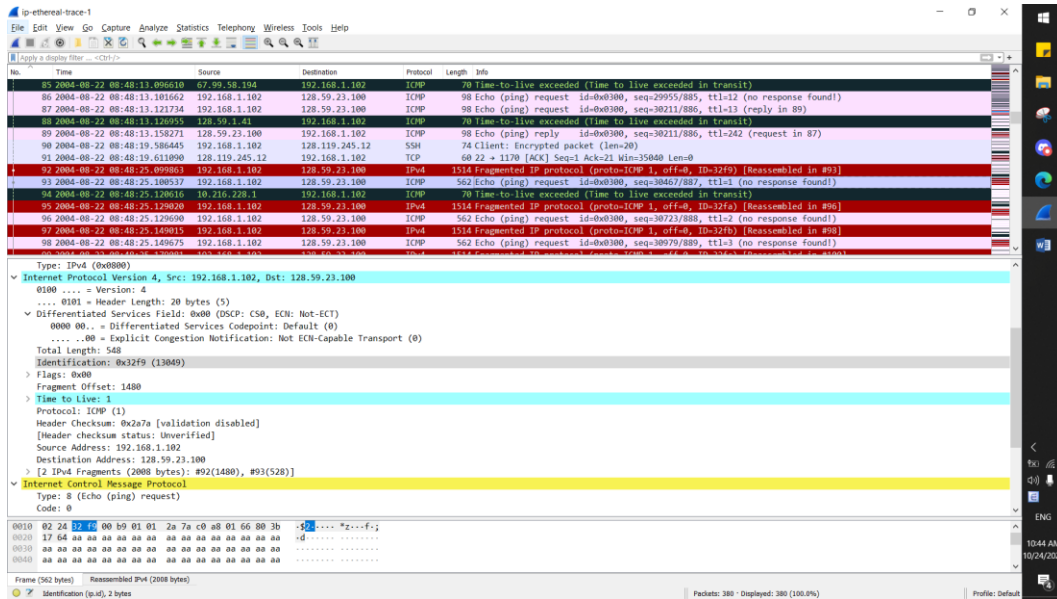 ip-ethereal-trace-1
File Edit View Go Capture Analyze Statistics Telephony Wireless Tools Help
Apply a display filter ... <Ctrl-/>
No. Time Source Destination Protocol Length Info
85 2004-08-22 08:48:13.096610 67.99.58.194 192.168.1.102 ICMP 70 Time-to-live exceeded (Time to live exceeded in transit)
86 2004-08-22 08:48:13.101662 192.168.1.102 128.59.23.100 ICMP 98 Echo (ping) request id=0x0300, seq=29955/885, ttl=12 (no response found!)
87 2004-08-22 08:48:13.121734 192.168.1.102 128.59.23.100 ICMP 98 Echo (ping) request id=0x0300, seq=30211/886, ttl=13 (reply in 89)
88 2004-08-22 08:48:13.126955 128.59.1.41 192.168.1.102 ICMP 70 Time-to-live exceeded (Time to live exceeded in transit)
89 2004-08-22 08:48:13.158271 128.59.23.100 192.168.1.102 ICMP 98 Echo (ping) reply id=0x0300, seq=30211/886, ttl=242 (request in 87)
90 2004-08-22 08:48:19.586445 192.168.1.102 128.119.245.12 SSH 74 Client: Encrypted packet (len=20)
91 2004-08-22 08:48:19.611090 128.119.245.12 192.168.1.102 TCP 60 22 → 1170 [ACK] Seq=1 Ack=21 Win=35040 Len=0
92 2004-08-22 08:48:25.099863 192.168.1.102 128.59.23.100 IPv4 1514 Fragmented IP protocol (proto=ICMP 1, off=0, ID=32f9) [Reassembled in #93]
93 2004-08-22 08:48:25.100537 192.168.1.102 128.59.23.100 ICMP 562 Echo (ping) request id=0x0300, seq=30467/887, ttl=1 (no response found!)
94 2004-08-22 08:48:25.120616 10.216.228.1 192.168.1.102 ICMP 70 Time-to-live exceeded (Time to live exceeded in transit)
95 2004-08-22 08:48:25.129020 192.168.1.102 128.59.23.100 IPv4 1514 Fragmented IP protocol (proto=ICMP 1, off=0, ID=32fa) [Reassembled in #96]
96 2004-08-22 08:48:25.129690 192.168.1.102 128.59.23.100 ICMP 562 Echo (ping) request id=0x0300, seq=30723/888, ttl=2 (no response found!)
97 2004-08-22 08:48:25.149015 192.168.1.102 128.59.23.100 IPv4 1514 Fragmented IP protocol (proto=ICMP 1, off=0, ID=32fb) [Reassembled in #98]
98 2004-08-22 08:48:25.149675 192.168.1.102 128.59.23.100 ICMP 562 Echo (ping) request id=0x0300, seq=30979/889, ttl=3 (no response found!)
Type: IPv4 (0x0800)
Internet Protocol Version 4, Src: 192.168.1.102, Dst: 128.59.23.100
0100 .... = Version: 4
.... 0101 = Header Length: 20 bytes (5)
Differentiated Services Field: 0x00 (DSCP: CS0, ECN: Not-ECT)
0000 00.. = Differentiated Services Codepoint: Default (0)
.... ..00 = Explicit Congestion Notification: Not ECN-Capable Transport (0)
Total Length: 548
Identification: 0x32f9 (13049)
Flags: 0x00
Fragment Offset: 1480
Time to Live: 1
Protocol: ICMP (1)
Header Checksum: 0x2a7a [validation disabled]
[Header checksum status: Unverified]
Source Address: 192.168.1.102
Destination Address: 128.59.23.100
[2 IPv4 Fragments (2008 bytes): #92(1480), #93(528)]
Internet Control Message Protocol
Type: 8 (Echo (ping) request)
Code: 0
0010 02 24 32 f9 00 b9 01 01 2a 7a c0 a8 01 66 80 3b ·$2····· *z···f·;
0020 17 64 aa aa aa aa aa aa aa aa aa aa aa aa aa aa ·d······ ········
0030 aa aa aa aa aa aa aa aa aa aa aa aa aa aa aa aa ········ ········
0040 aa aa aa aa aa aa aa aa aa aa aa aa aa aa aa aa ········ ········
Frame (562 bytes) Reassembled IPv4 (2008 bytes)
Identification (ip.id), 2 bytes
Packets: 380 · Displayed: 380 (100.0%)
Profile: Default
ENG
10:44 AM